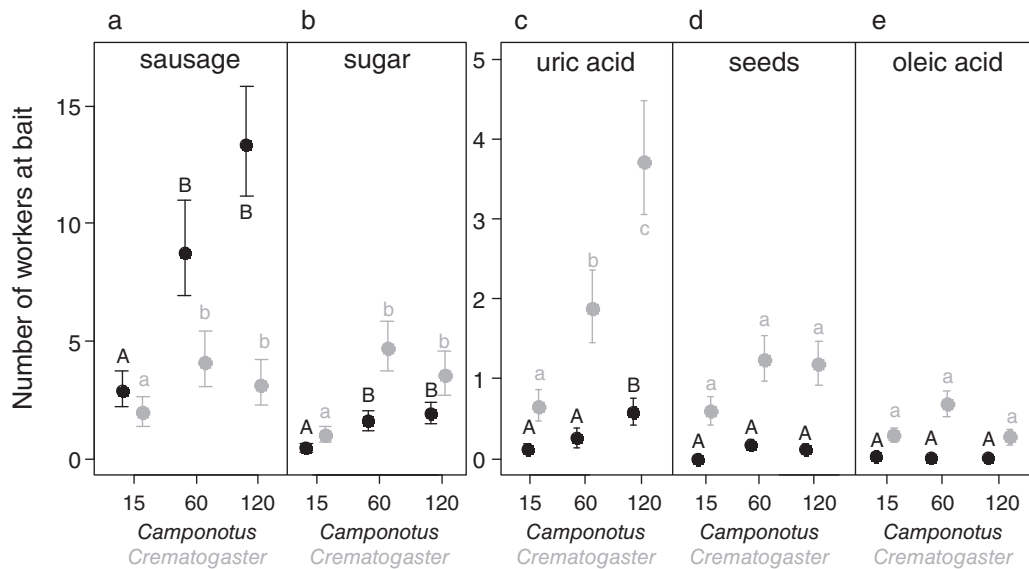 a
b
c
d
e
sausage
sugar
uric acid
seeds
oleic acid
Number of workers at bait
15
10
5
0
5
4
3
2
1
0
A
a
B
b
B
b
A
a
B
b
B
b
A
a
A
b
B
c
A
a
A
a
A
a
A
a
A
a
A
a
15 60 120
15 60 120
15 60 120
15 60 120
15 60 120
Camponotus
Camponotus
Camponotus
Camponotus
Camponotus
Crematogaster
Crematogaster
Crematogaster
Crematogaster
Crematogaster